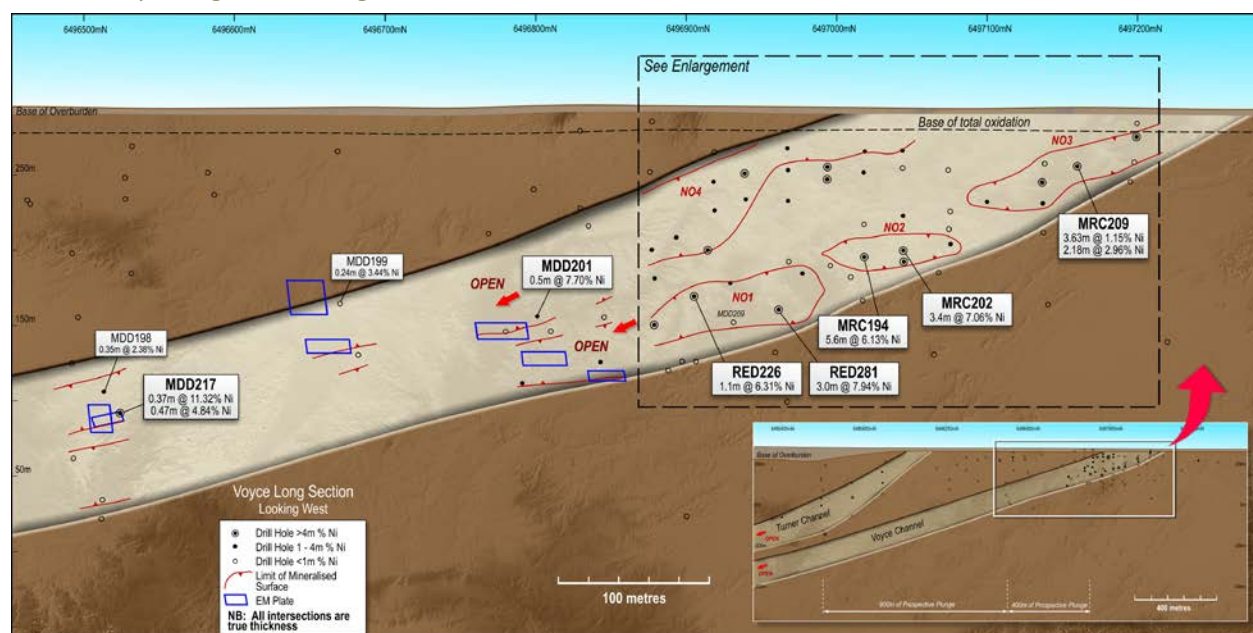 6496500mN 6496600mN 6496700mN 6496800mN 6496900mN 6497000mN 6497100mN 6497200mN
See Enlargement
Base of Overburden
Base of total oxidation
NO3
250m
NO4
MRC209
3.63m @ 1.15% Ni
2.18m @ 2.96% Ni
NO2
MDD199
0.24m @ 3.44% Ni
MDD201
0.5m @ 7.70% Ni
OPEN
NO1
MRC202
3.4m @ 7.06% Ni
150m
MDD209
MRC194
5.6m @ 6.13% Ni
OPEN
MDD198
0.35m @ 2.38% Ni
RED226
1.1m @ 6.31% Ni
RED281
3.0m @ 7.94% Ni
MDD217
0.37m @ 11.32% Ni
0.47m @ 4.84% Ni
50m
Voyce Long Section
Looking West
Drill Hole >4m % Ni
Drill Hole 1 - 4m % Ni
Drill Hole <1m % Ni
Limit of Mineralised
Surface
EM Plate
NB: All intersections are
true thickness
100 metres
Base of Overburden
Turner Channel
Voyce Channel
OPEN
OPEN
900m of Prospective Plunge
400m of Prospective Plunge
400 metres